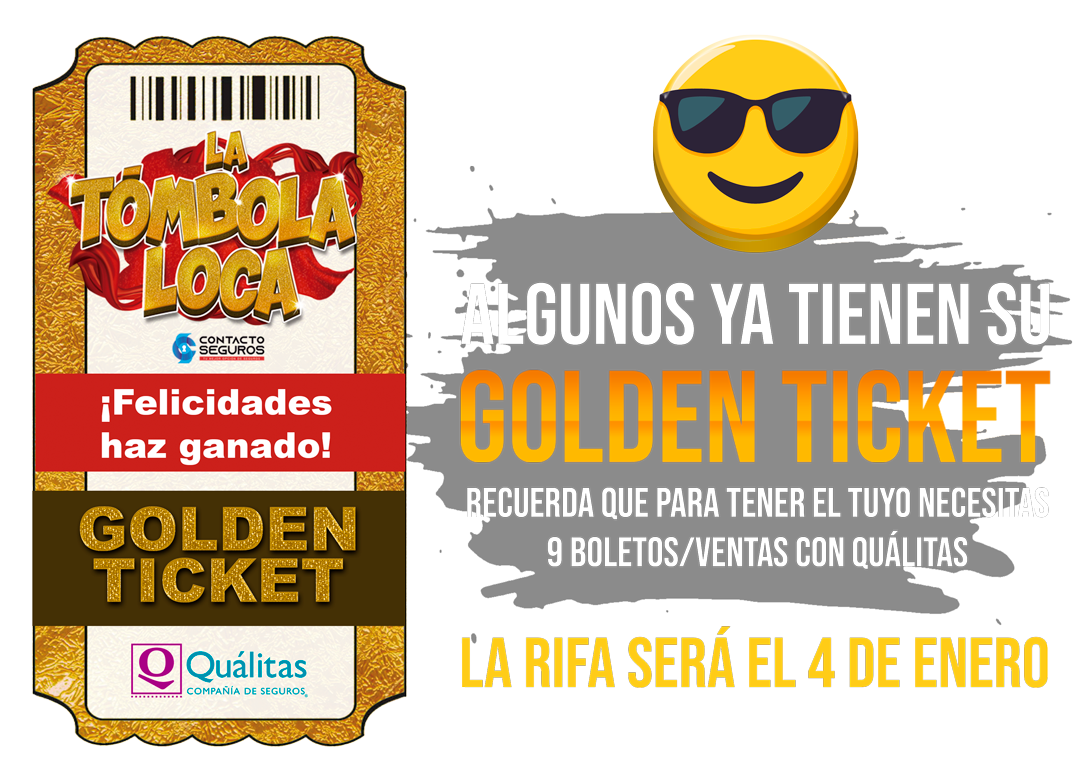 LA
TÓMBOLA
LOCA
CONTACTO
SEGUROS
¡Felicidades
haz ganado!
GOLDEN
TICKET
Q
Quálitas
COMPAÑÍA DE SEGUROS
ALGUNOS YA TIENEN SU
GOLDEN TICKET
RECUERDA QUE PARA TENER EL TUYO NECESITAS
9 BOLETOS/VENTAS CON QUÁLITAS
LA RIFA SERÁ EL 4 DE ENERO